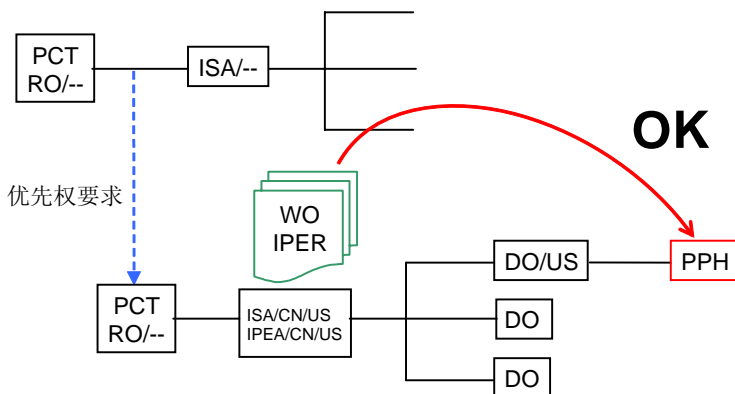 PCT
RO/--
ISA/--
OK
优先权要求
WO
IPER
DO/US
PPH
PCT
RO/--
ISA/CN/US
IPEA/CN/US
DO
DO